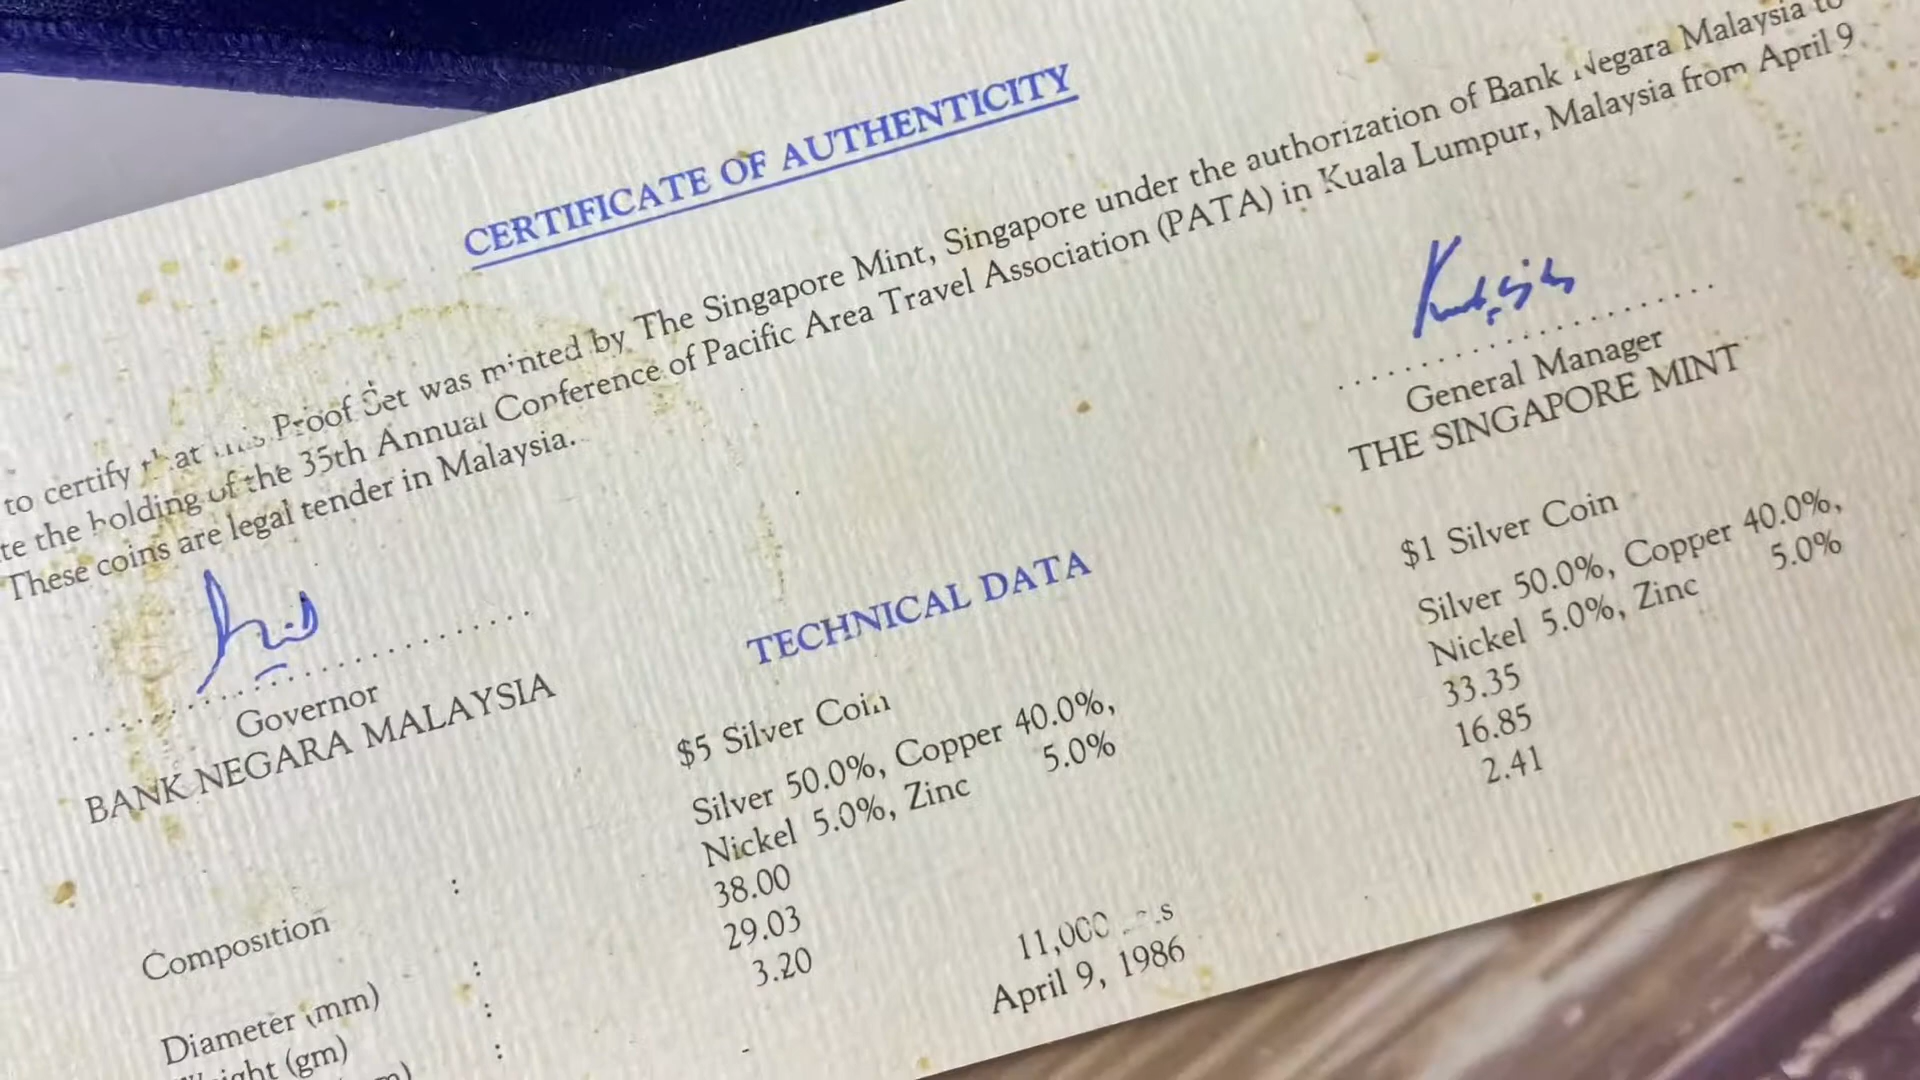 CERTIFICATE OF AUTHENTICITY
to certify that this Proof Set was minted by The Singapore Mint, Singapore under the authorization of Bank Negara Malaysia to
the holding of the 35th Annual Conference of Pacific Area Travel Association (PATA) in Kuala Lumpur, Malaysia from April 9
These coins are legal tender in Malaysia.
Governor
BANK NEGARA MALAYSIA
General Manager
THE SINGAPORE MINT
TECHNICAL DATA
$5 Silver Coin
$1 Silver Coin
Composition : Silver 50.0%, Copper 40.0%, Silver 50.0%, Copper 40.0%,
Nickel 5.0%, Zinc 5.0% Nickel 5.0%, Zinc 5.0%
Diameter (mm) : 38.00 33.35
(gm) : 29.03 16.85
: 3.20 2.41
11,000
April 9, 1986